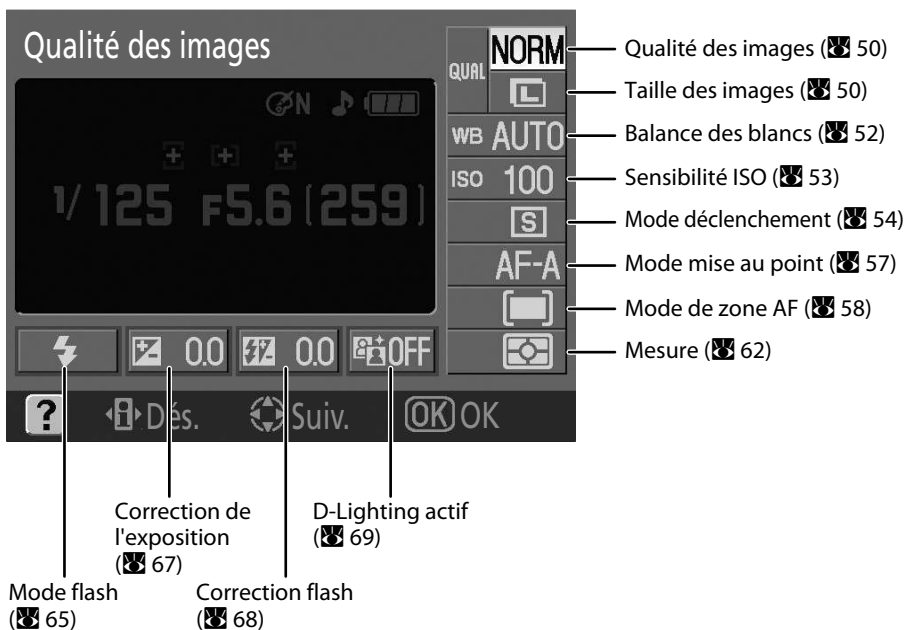 Qualité des images
QUAL NORM
L
N
WB AUTO
ISO 100
1/125 F5.6 (259)
S
AF-A
0.0 0.0 OFF
? i Dés. Suiv. OK OK
Qualité des images ( 50)
Taille des images ( 50)
Balance des blancs ( 52)
Sensibilité ISO ( 53)
Mode déclenchement ( 54)
Mode mise au point ( 57)
Mode de zone AF ( 58)
Mesure ( 62)
Correction de
l'exposition
( 67)
D-Lighting actif
( 69)
Mode flash
( 65)
Correction flash
( 68)